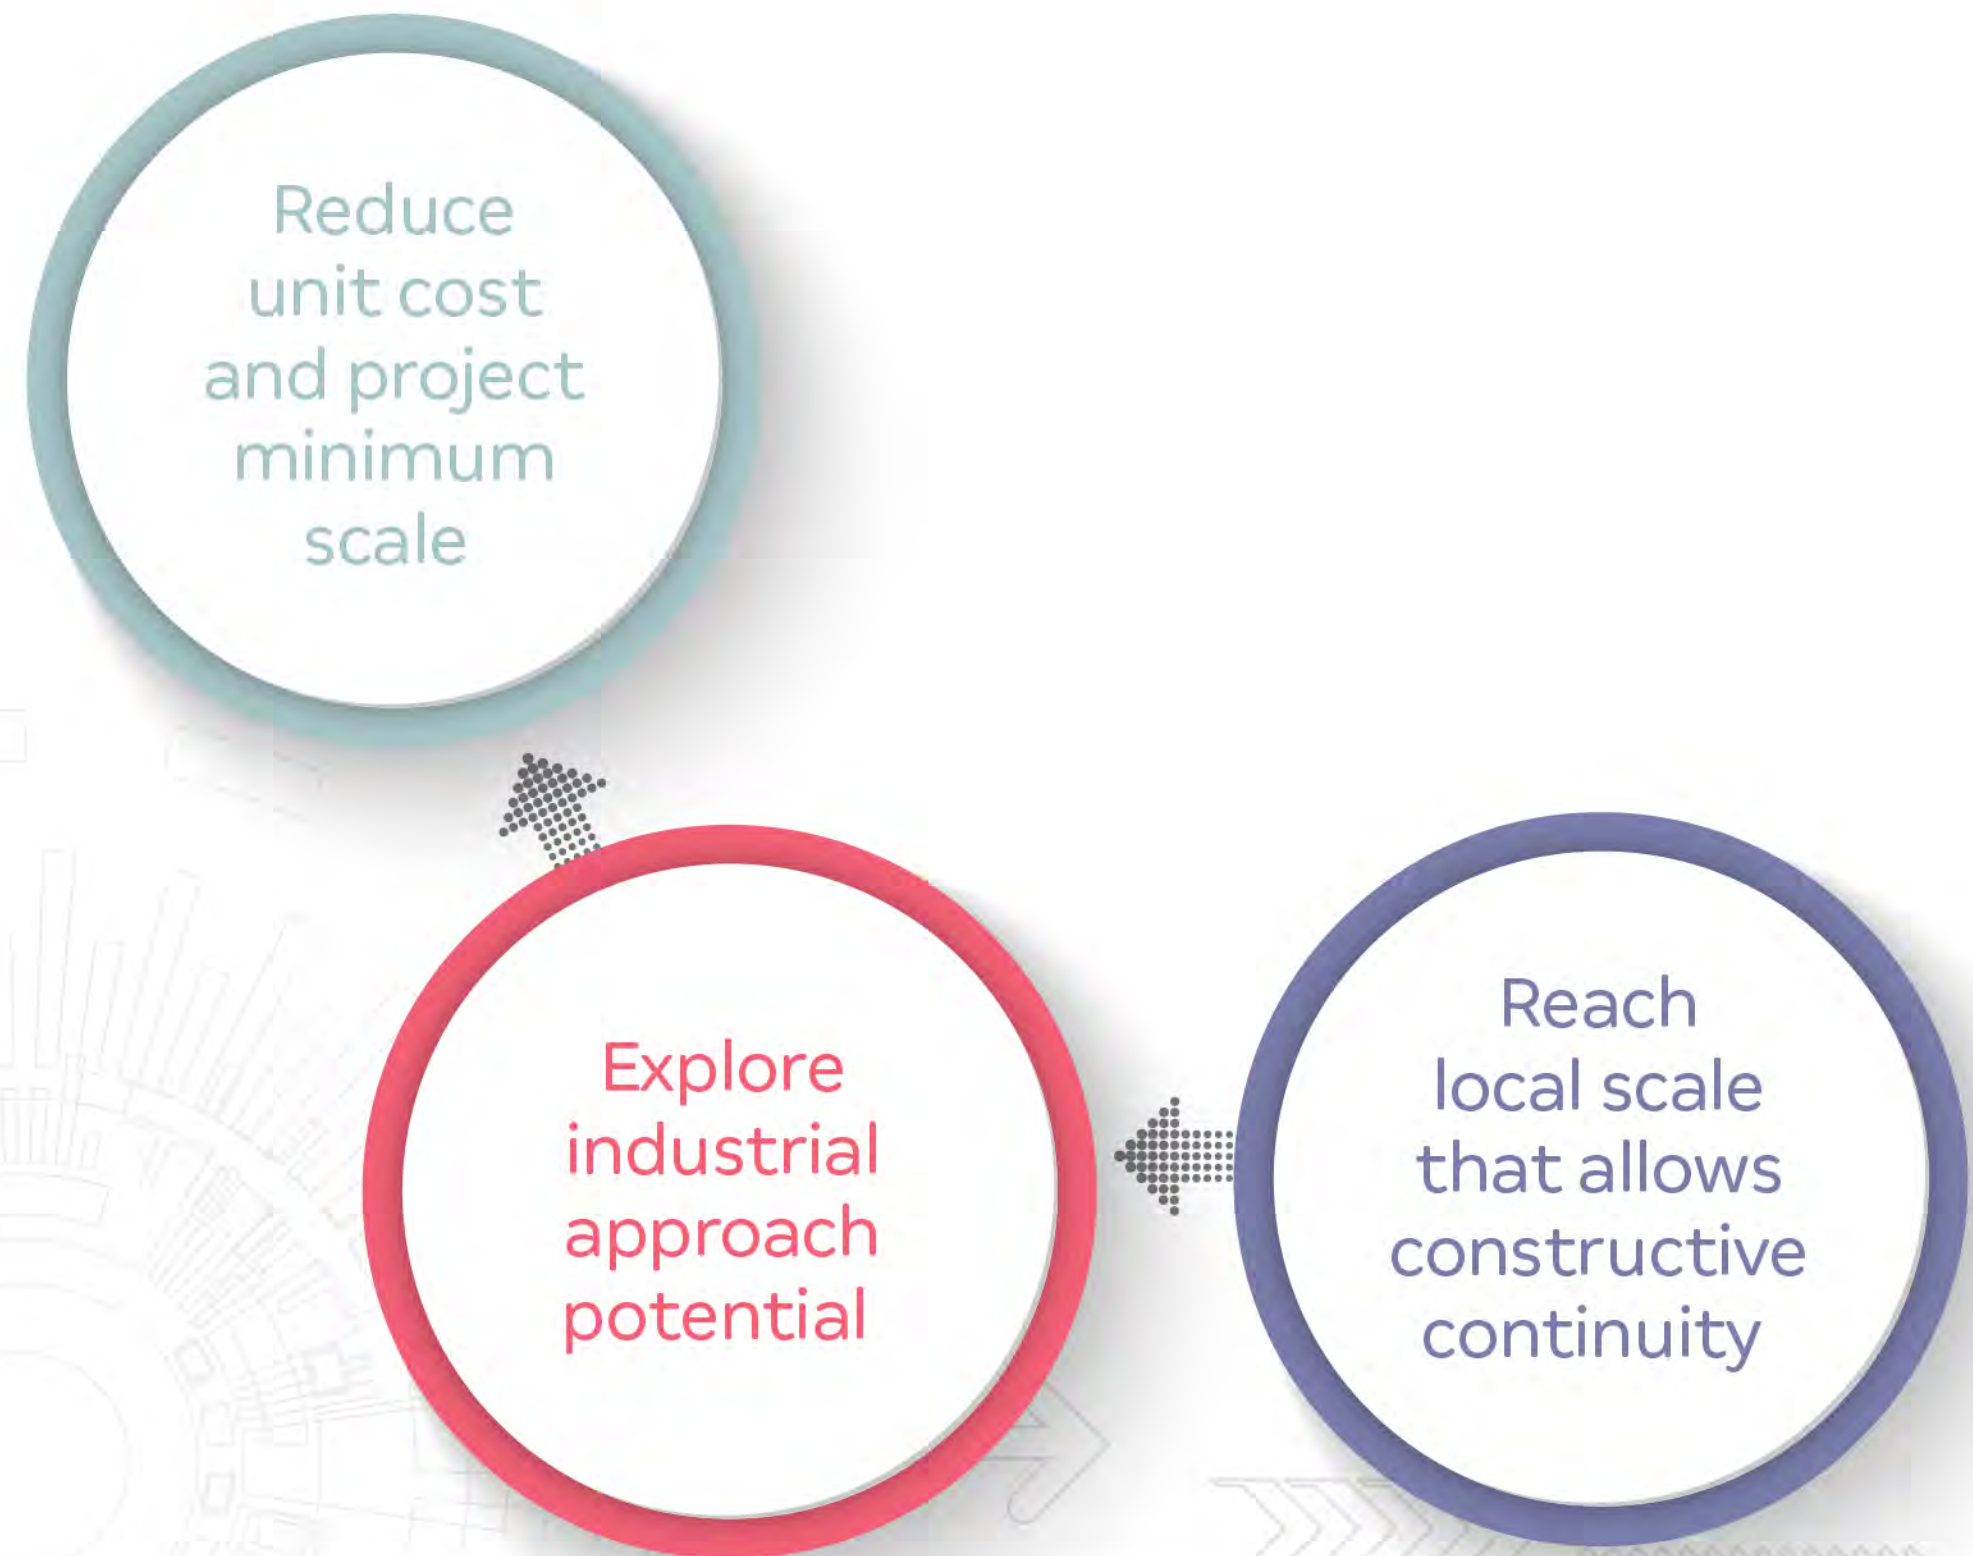 Reduce
unit cost
and project
minimum
scale
Explore
industrial
approach
potential
Reach
local scale
that allows
constructive
continuity